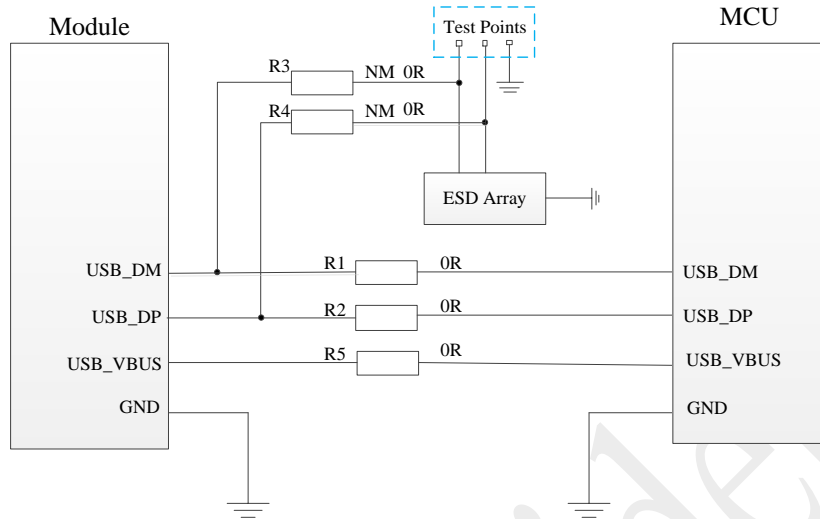 Module
Test Points
MCU
R3 NM 0R
R4 NM 0R
ESD Array
USB_DM R1 0R USB_DM
USB_DP R2 0R USB_DP
USB_VBUS R5 0R USB_VBUS
GND GND